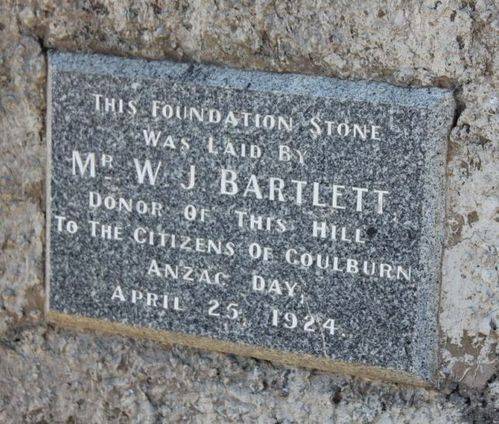 THIS FOUNDATION STONE
WAS LAID BY
MR. W. J. BARTLETT,
DONOR OF THIS HILL
TO THE CITIZENS OF GOULBURN
ANZAC DAY,
APRIL 25, 1924.